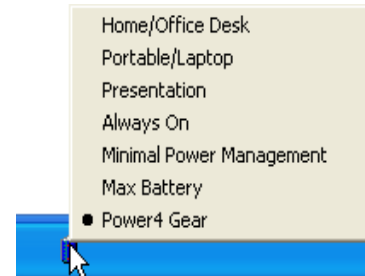 Home/Office Desk
Portable/Laptop
Presentation
Always On
Minimal Power Management
Max Battery
Power4 Gear